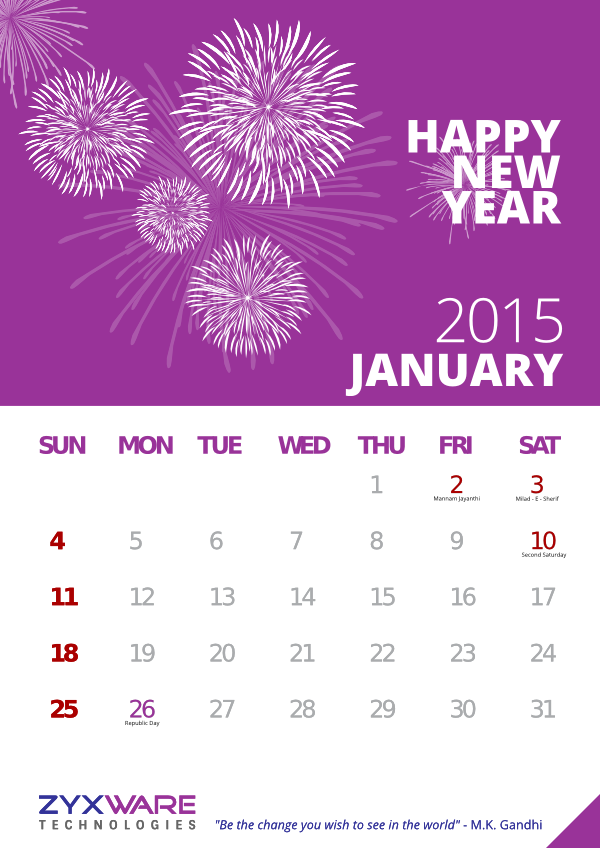 HAPPY
NEW
YEAR
2015
JANUARY
SUN MON TUE WED THU FRI SAT
1 2 3
Mannam Jayanthi Milad - E - Sherif
4 5 6 7 8 9 10
Second Saturday
11 12 13 14 15 16 17
18 19 20 21 22 23 24
25 26 27 28 29 30 31
Republic Day
ZYXWARE
TECHNOLOGIES
"Be the change you wish to see in the world" - M.K. Gandhi